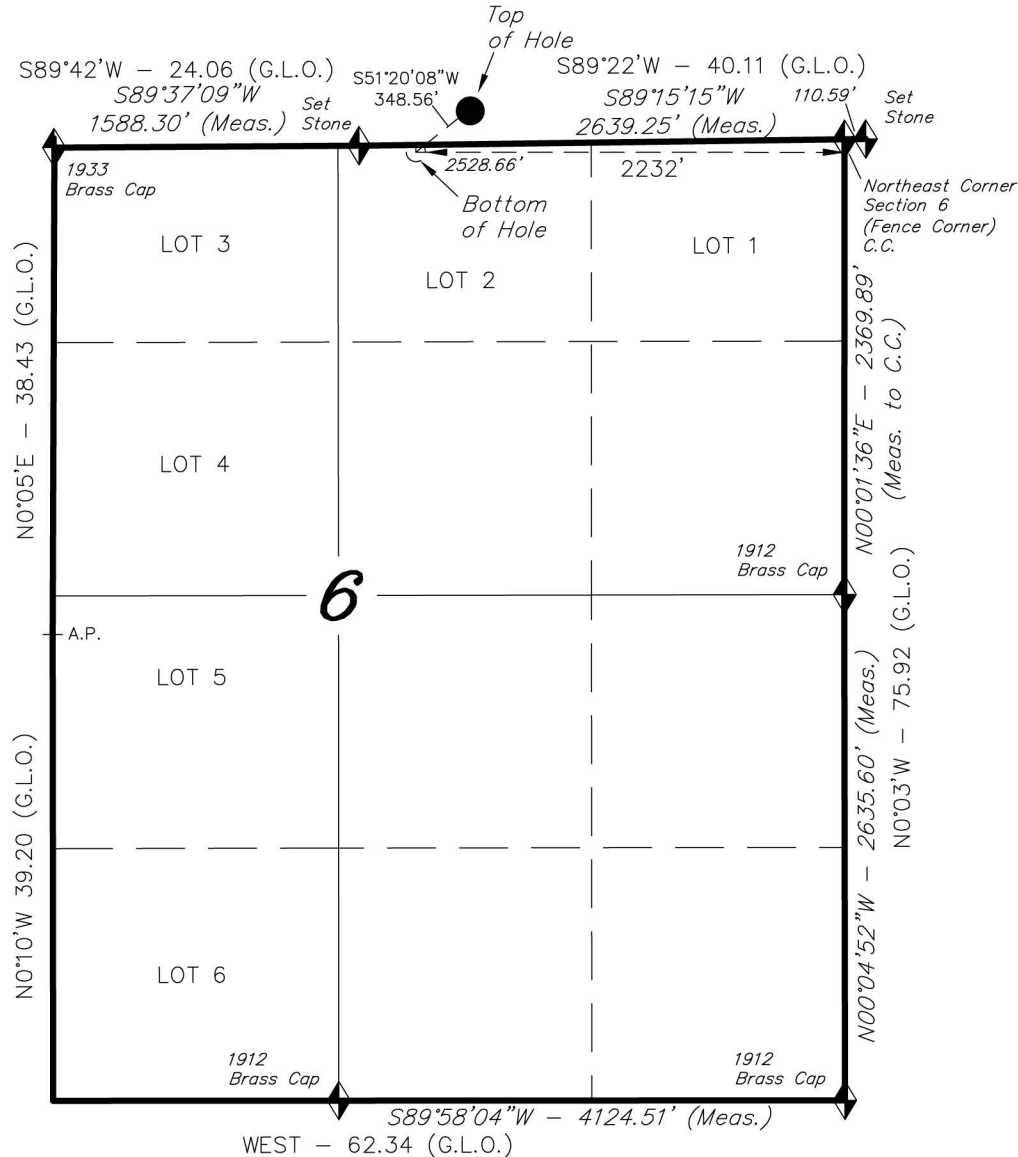 Top
of Hole
S89°42'W - 24.06 (G.L.O.)
S89°37'09"W
1588.30' (Meas.)
Set
Stone
S51°20'08"W
348.56'
S89°22'W - 40.11 (G.L.O.)
S89°15'15"W
2639.25' (Meas.)
110.59'
Set
Stone
1933
Brass Cap
2528.66'
2232'
Bottom
of Hole
Northeast Corner
Section 6
(Fence Corner)
C.C.
LOT 3
LOT 2
LOT 1
N0°05'E - 38.43 (G.L.O.)
N00°01'36"E - 2369.89'
(Meas. to C.C.)
LOT 4
1912
Brass Cap
6
A.P.
LOT 5
N0°10'W 39.20 (G.L.O.)
N00°04'52"W - 2635.60' (Meas.)
N0°03'W - 75.92 (G.L.O.)
LOT 6
1912
Brass Cap
1912
Brass Cap
S89°58'04"W - 4124.51' (Meas.)
WEST - 62.34 (G.L.O.)